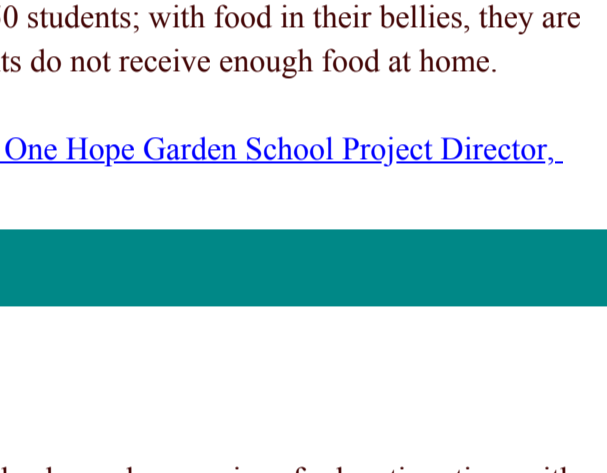 0 students; with food in their bellies, they are
ts do not receive enough food at home.
One Hope Garden School Project Director,